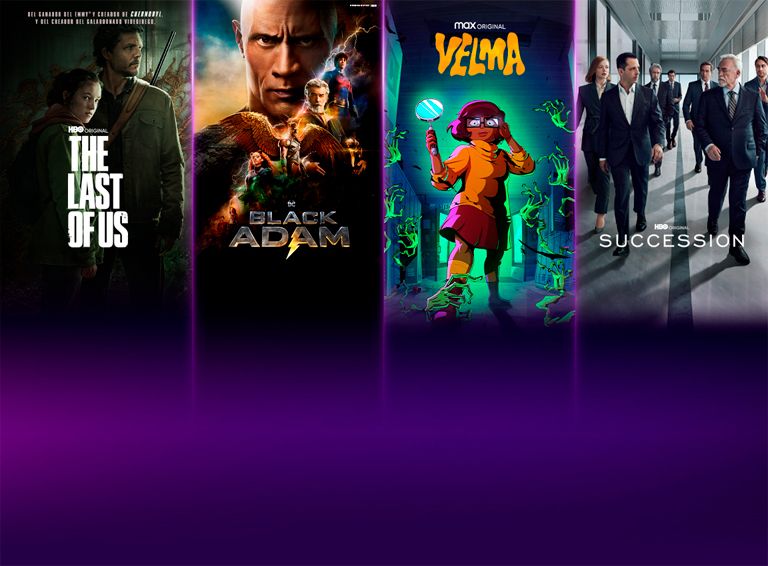 DEL GANADOR DEL EMMY® Y CREADOR DE CHERNOBYL,
Y DEL CREADOR DEL GALARDONADO VIDEOJUEGO.
HBO ORIGINAL
THE
LAST
OF US
DC
BLACK
ADAM
max ORIGINAL
VELMA
HBO ORIGINAL
SUCCESSION